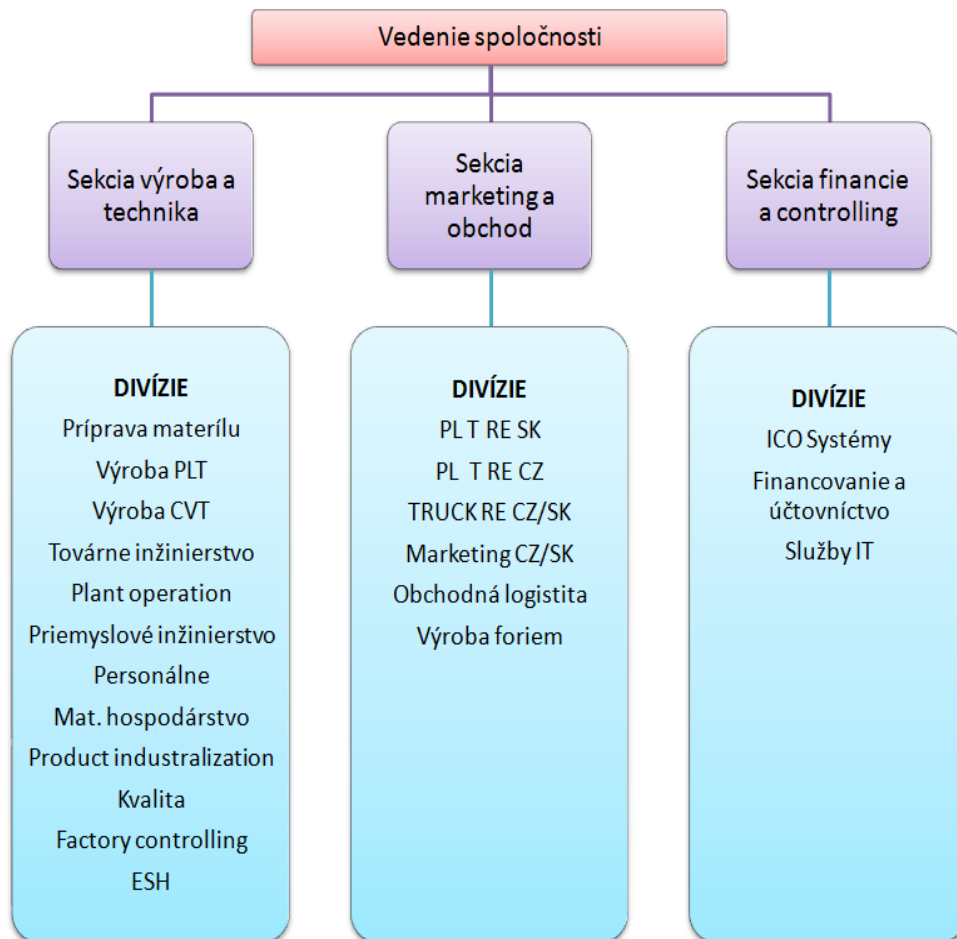 Vedenie spoločnosti
Sekcia výroba a
technika
Sekcia
marketing a
obchod
Sekcia financie
a controlling
DIVÍZIE
Príprava materílu
Výroba PLT
Výroba CVT
Továrne inžinierstvo
Plant operation
Priemyslové inžinierstvo
Personálne
Mat. hospodárstvo
Product industralization
Kvalita
Factory controlling
ESH
DIVÍZIE
PL T RE SK
PL T RE CZ
TRUCK RE CZ/SK
Marketing CZ/SK
Obchodná logistita
Výroba foriem
DIVÍZIE
ICO Systémy
Financovanie a
účtovníctvo
Služby IT